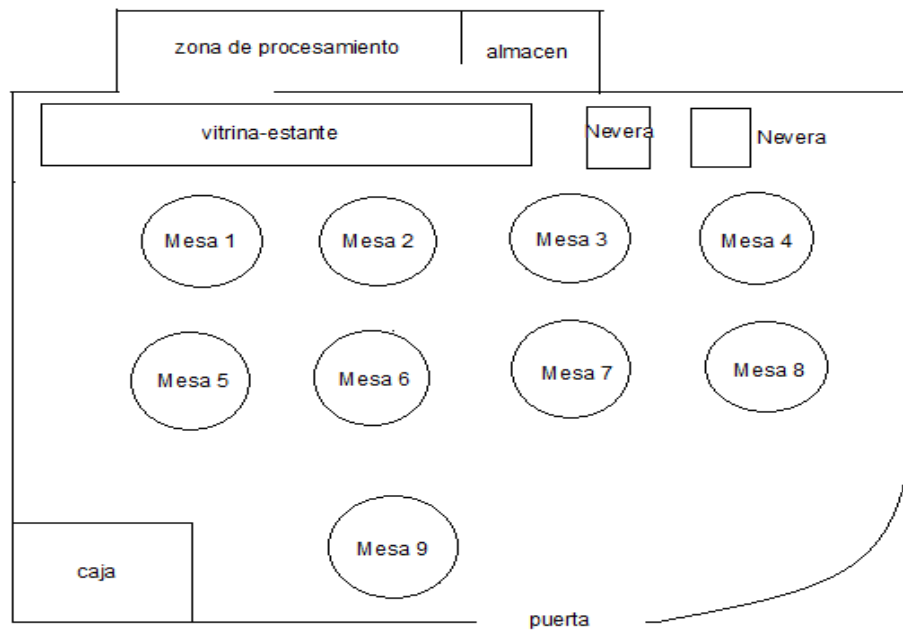 zona de procesamiento
almacen
vitrina-estante
Nevera
Nevera
Mesa 1
Mesa 2
Mesa 3
Mesa 4
Mesa 5
Mesa 6
Mesa 7
Mesa 8
Mesa 9
caja
puerta